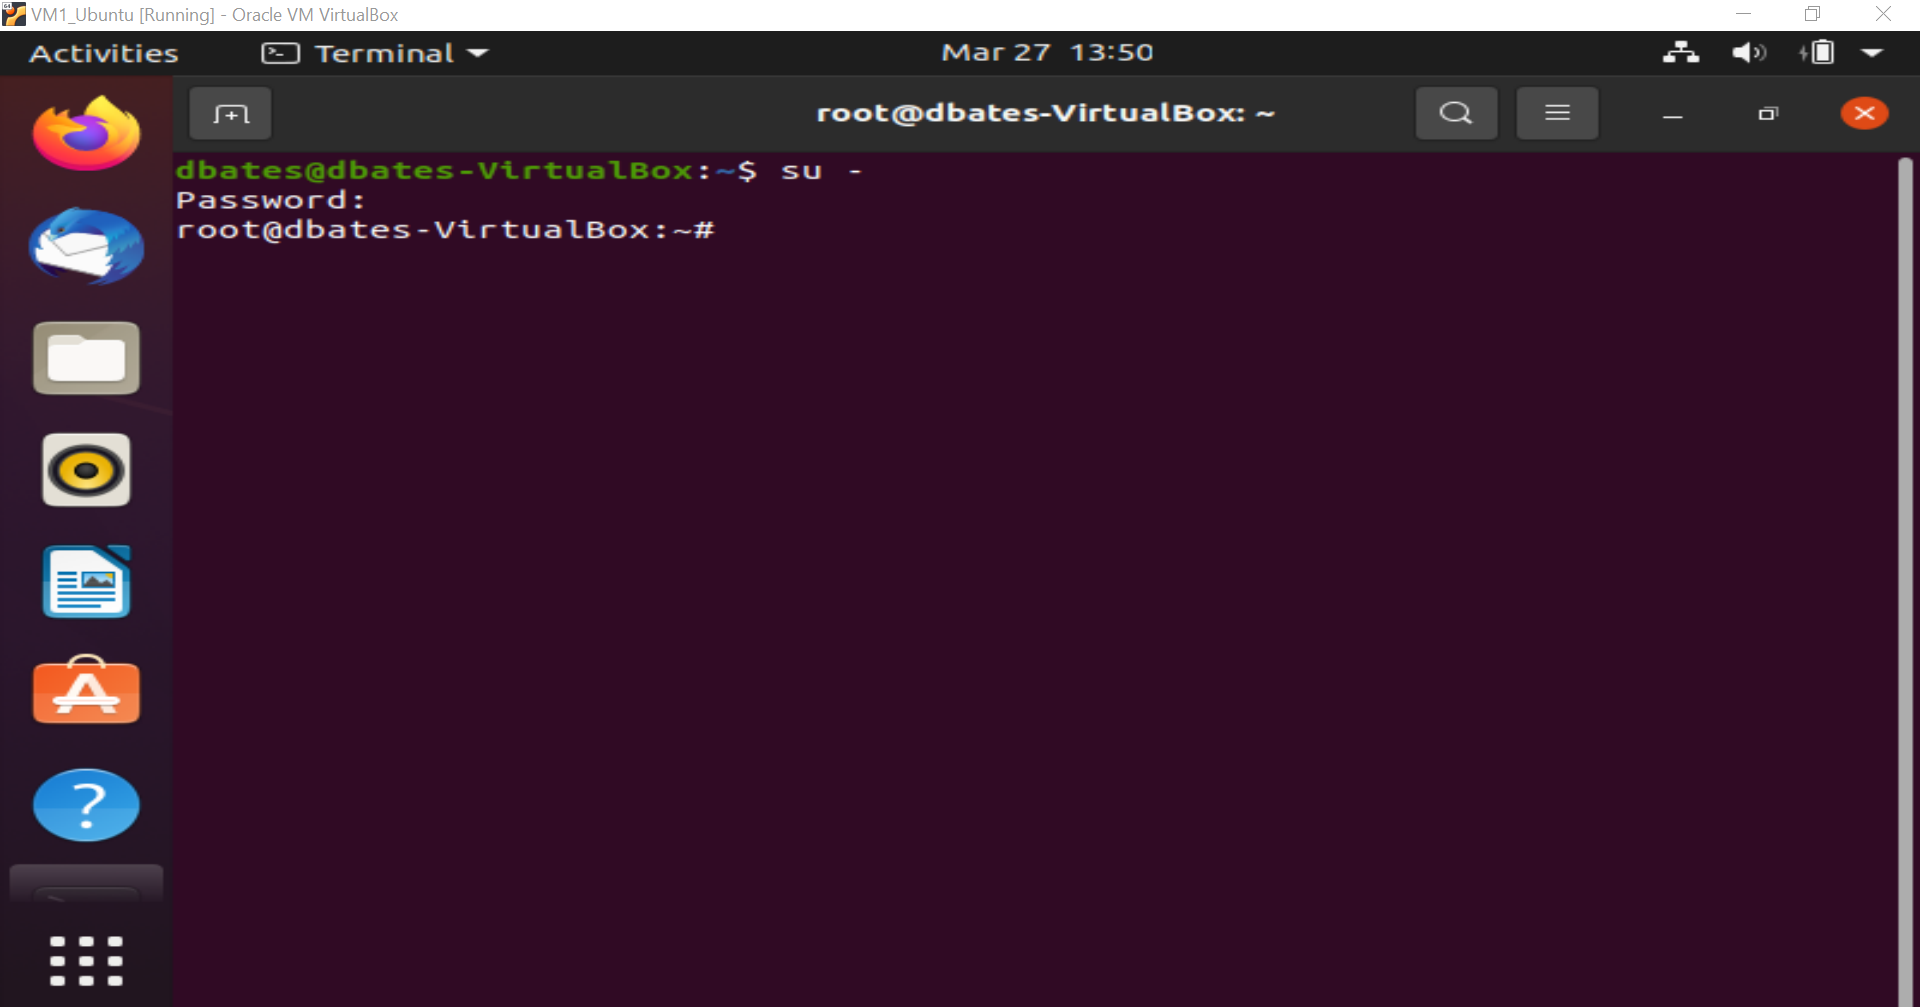 VM1_Ubuntu [Running] - Oracle VM VirtualBox
Activities Terminal Mar 27 13:50
root@dbates-VirtualBox: ~
dbates@dbates-VirtualBox:~$ su -
Password:
root@dbates-VirtualBox:~#